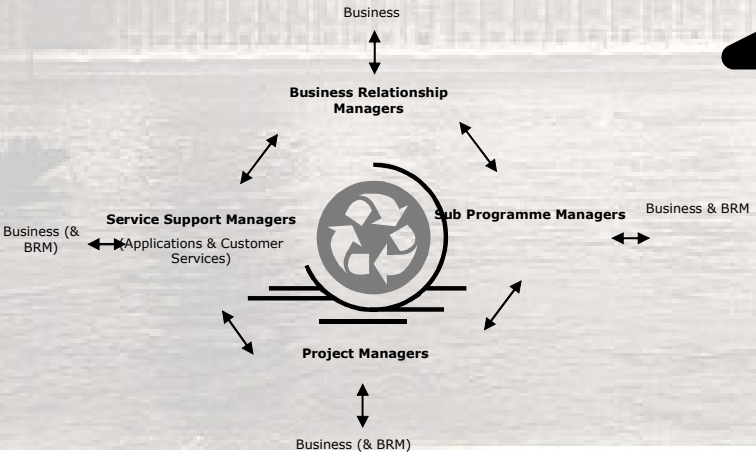 Business
Business Relationship
Managers
Service Support Managers
(Applications & Customer
Services)
Business (&
BRM)
Sub Programme Managers
Business & BRM
Project Managers
Business (& BRM)